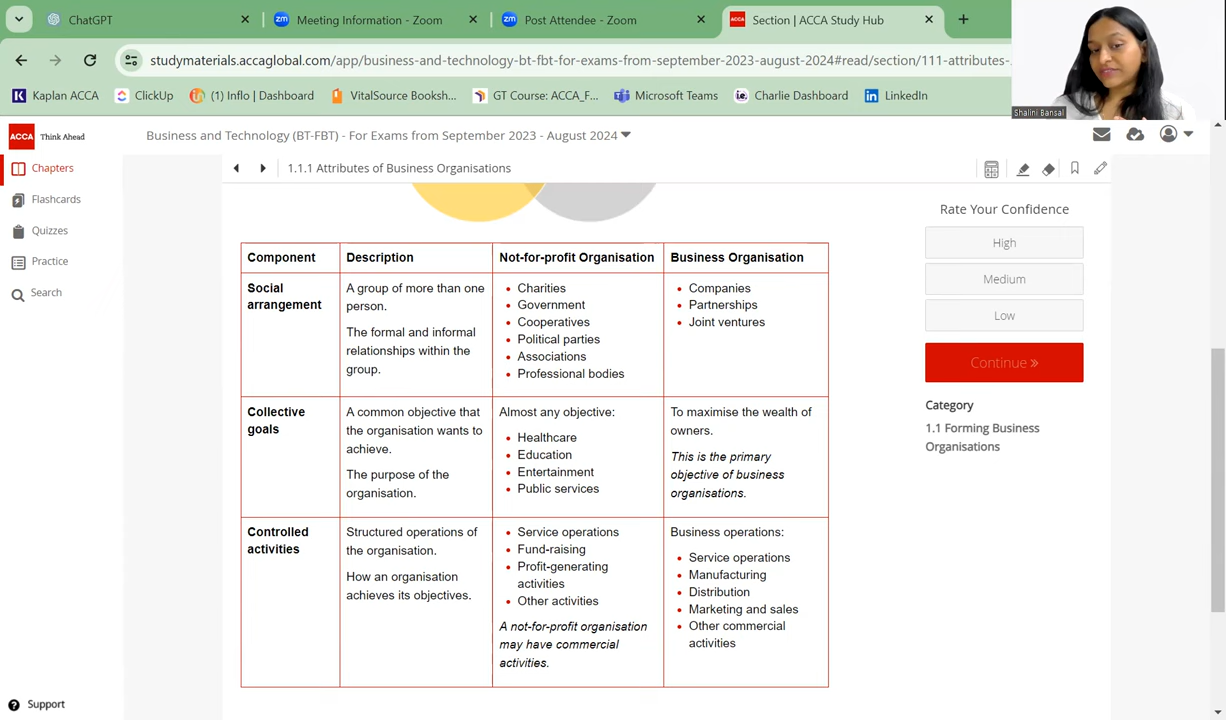 ChatGPT
Meeting Information - Zoom
Post Attendee - Zoom
Section | ACCA Study Hub
studymaterials.accaglobal.com/app/business-and-technology-bt-fbt-for-exams-from-september-2023-august-2024#read/section/111-attributes-
Kaplan ACCA
ClickUp
(1) Inflo | Dashboard
VitalSource Booksh...
GT Course: ACCA_F...
Microsoft Teams
Charlie Dashboard
LinkedIn
Shalini Bansal
ACCA Think Ahead
Business and Technology (BT-FBT) - For Exams from September 2023 - August 2024
Chapters
Flashcards
Quizzes
Practice
Search
1.1.1 Attributes of Business Organisations
Component Description Not-for-profit Organisation Business Organisation
Social
arrangement
A group of more than one
person.
The formal and informal
relationships within the
group.
Charities
Government
Cooperatives
Political parties
Associations
Professional bodies
Companies
Partnerships
Joint ventures
Collective
goals
A common objective that
the organisation wants to
achieve.
The purpose of the
organisation.
Almost any objective:
Healthcare
Education
Entertainment
Public services
To maximise the wealth of
owners.
This is the primary
objective of business
organisations.
Controlled
activities
Structured operations of
the organisation.
How an organisation
achieves its objectives.
Service operations
Fund-raising
Profit-generating
activities
Other activities
A not-for-profit organisation
may have commercial
activities.
Business operations:
Service operations
Manufacturing
Distribution
Marketing and sales
Other commercial
activities
Rate Your Confidence
High
Medium
Low
Continue »
Category
1.1 Forming Business
Organisations
Support